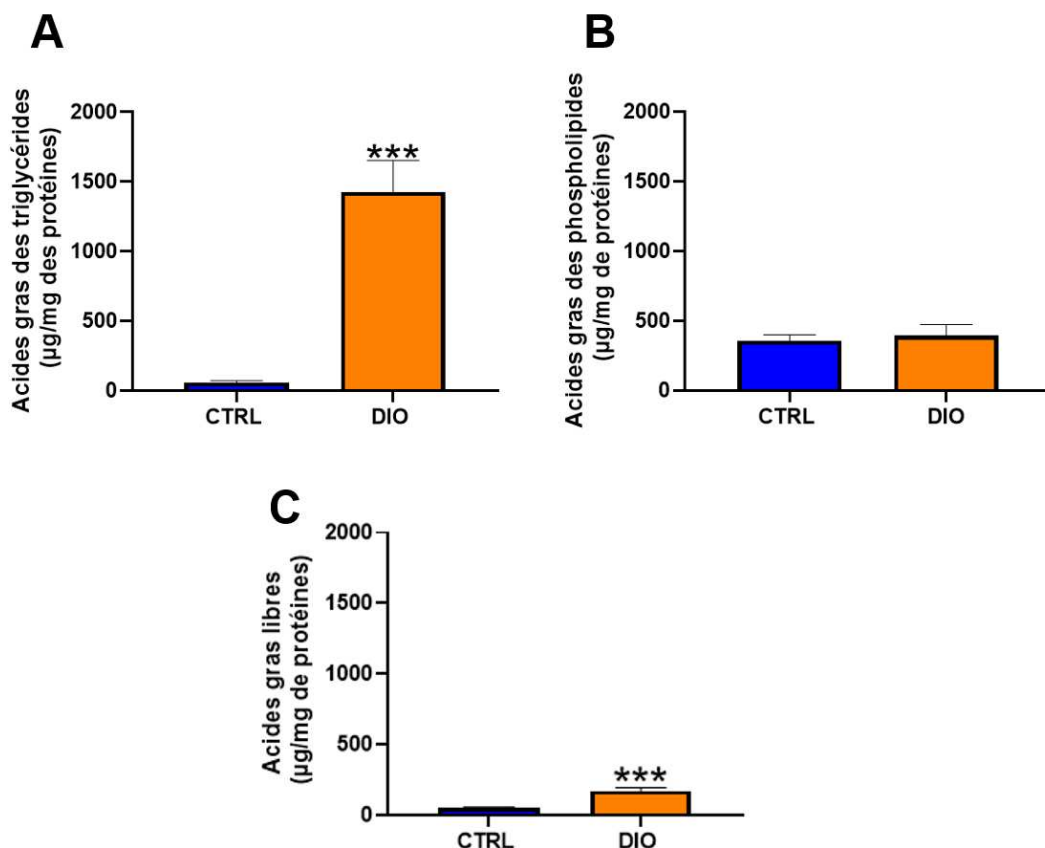 A
Acides gras des triglycérides
(µg/mg des protéines)
2000
1500
1000
500
0
***
CTRL
DIO
B
Acides gras des phospholipides
(µg/mg de protéines)
2000
1500
1000
500
0
CTRL
DIO
C
Acides gras libres
(µg/mg de protéines)
2000
1500
1000
500
0
***
CTRL
DIO